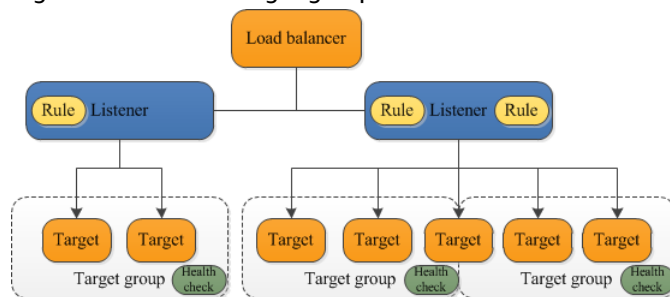 Load balancer
Rule Listener
Rule Listener Rule
Target Target
Target Target Target Target Target
Target group Health check
Target group Health check
Target group Health check